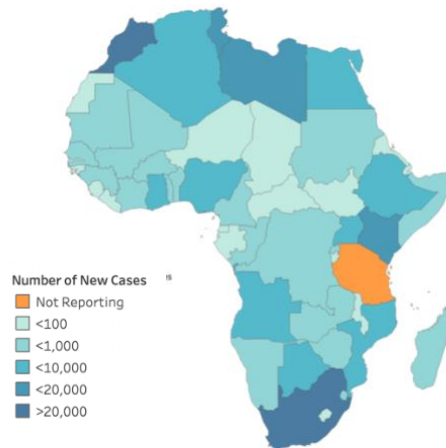 Number of New Cases
Not Reporting
<100
<1,000
<10,000
<20,000
>20,000